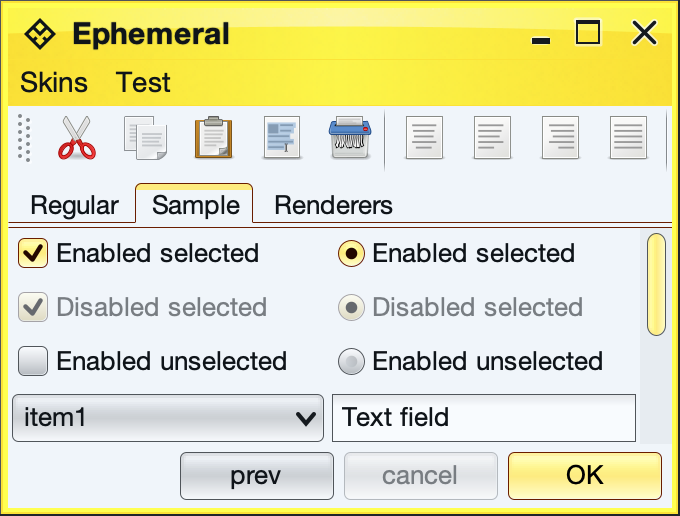 Ephemeral
Skins Test
Regular Sample Renderers
Enabled selected Enabled selected
Disabled selected Disabled selected
Enabled unselected Enabled unselected
item1 Text field
prev cancel OK